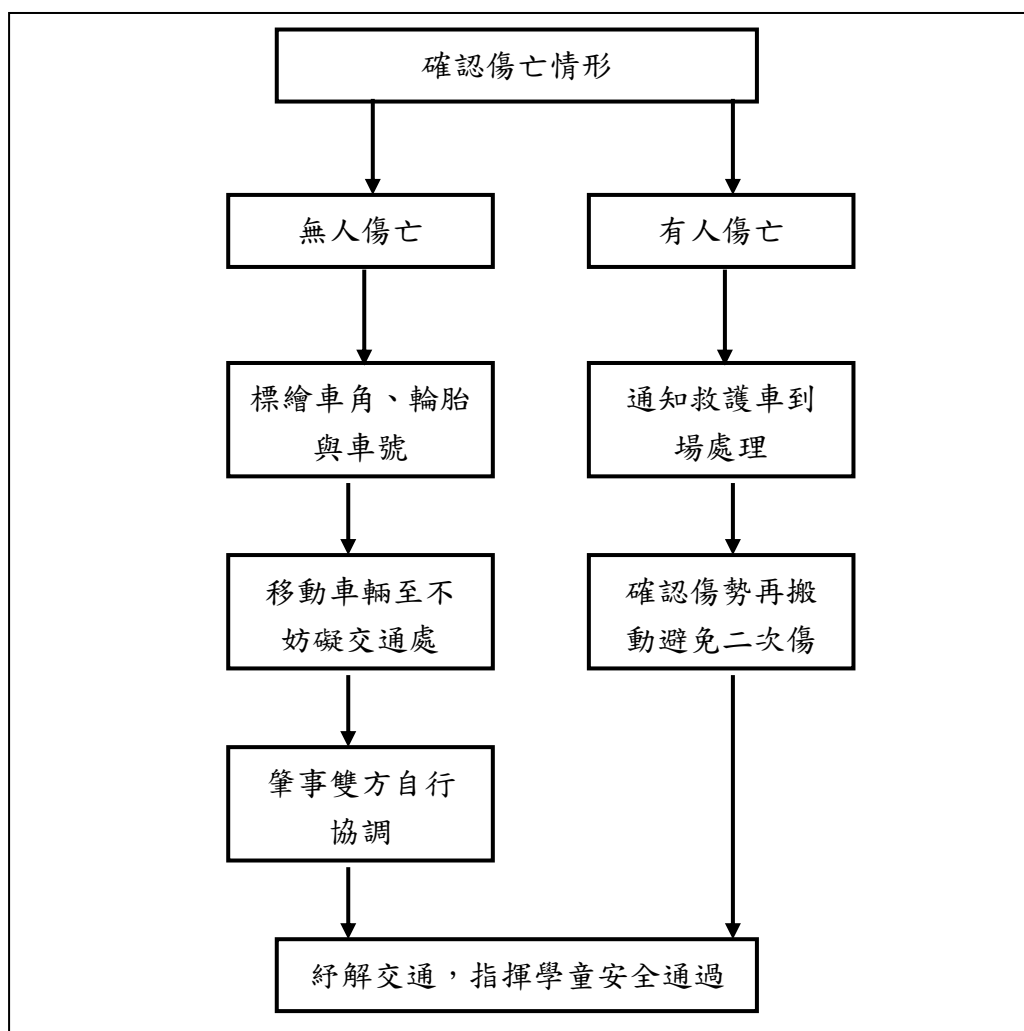 確認傷亡情形
無人傷亡
有人傷亡
標繪車角、輪胎
與車號
通知救護車到
場處理
移動車輛至不
妨礙交通處
確認傷勢再搬
動避免二次傷
肇事雙方自行
協調
紓解交通，指揮學童安全通過